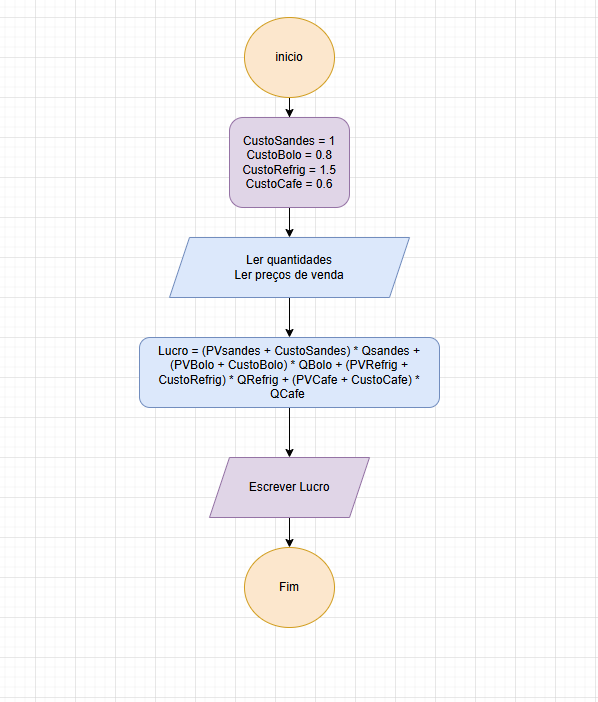 inicio
CustoSandes = 1
CustoBolo = 0.8
CustoRefrig = 1.5
CustoCafe = 0.6
Ler quantidades
Ler preços de venda
Lucro = (PVsandes + CustoSandes) * Qsandes +
(PVBolo + CustoBolo) * QBolo + (PVRefrig +
CustoRefrig) * QRefrig + (PVCafe + CustoCafe) *
QCafe
Escrever Lucro
Fim